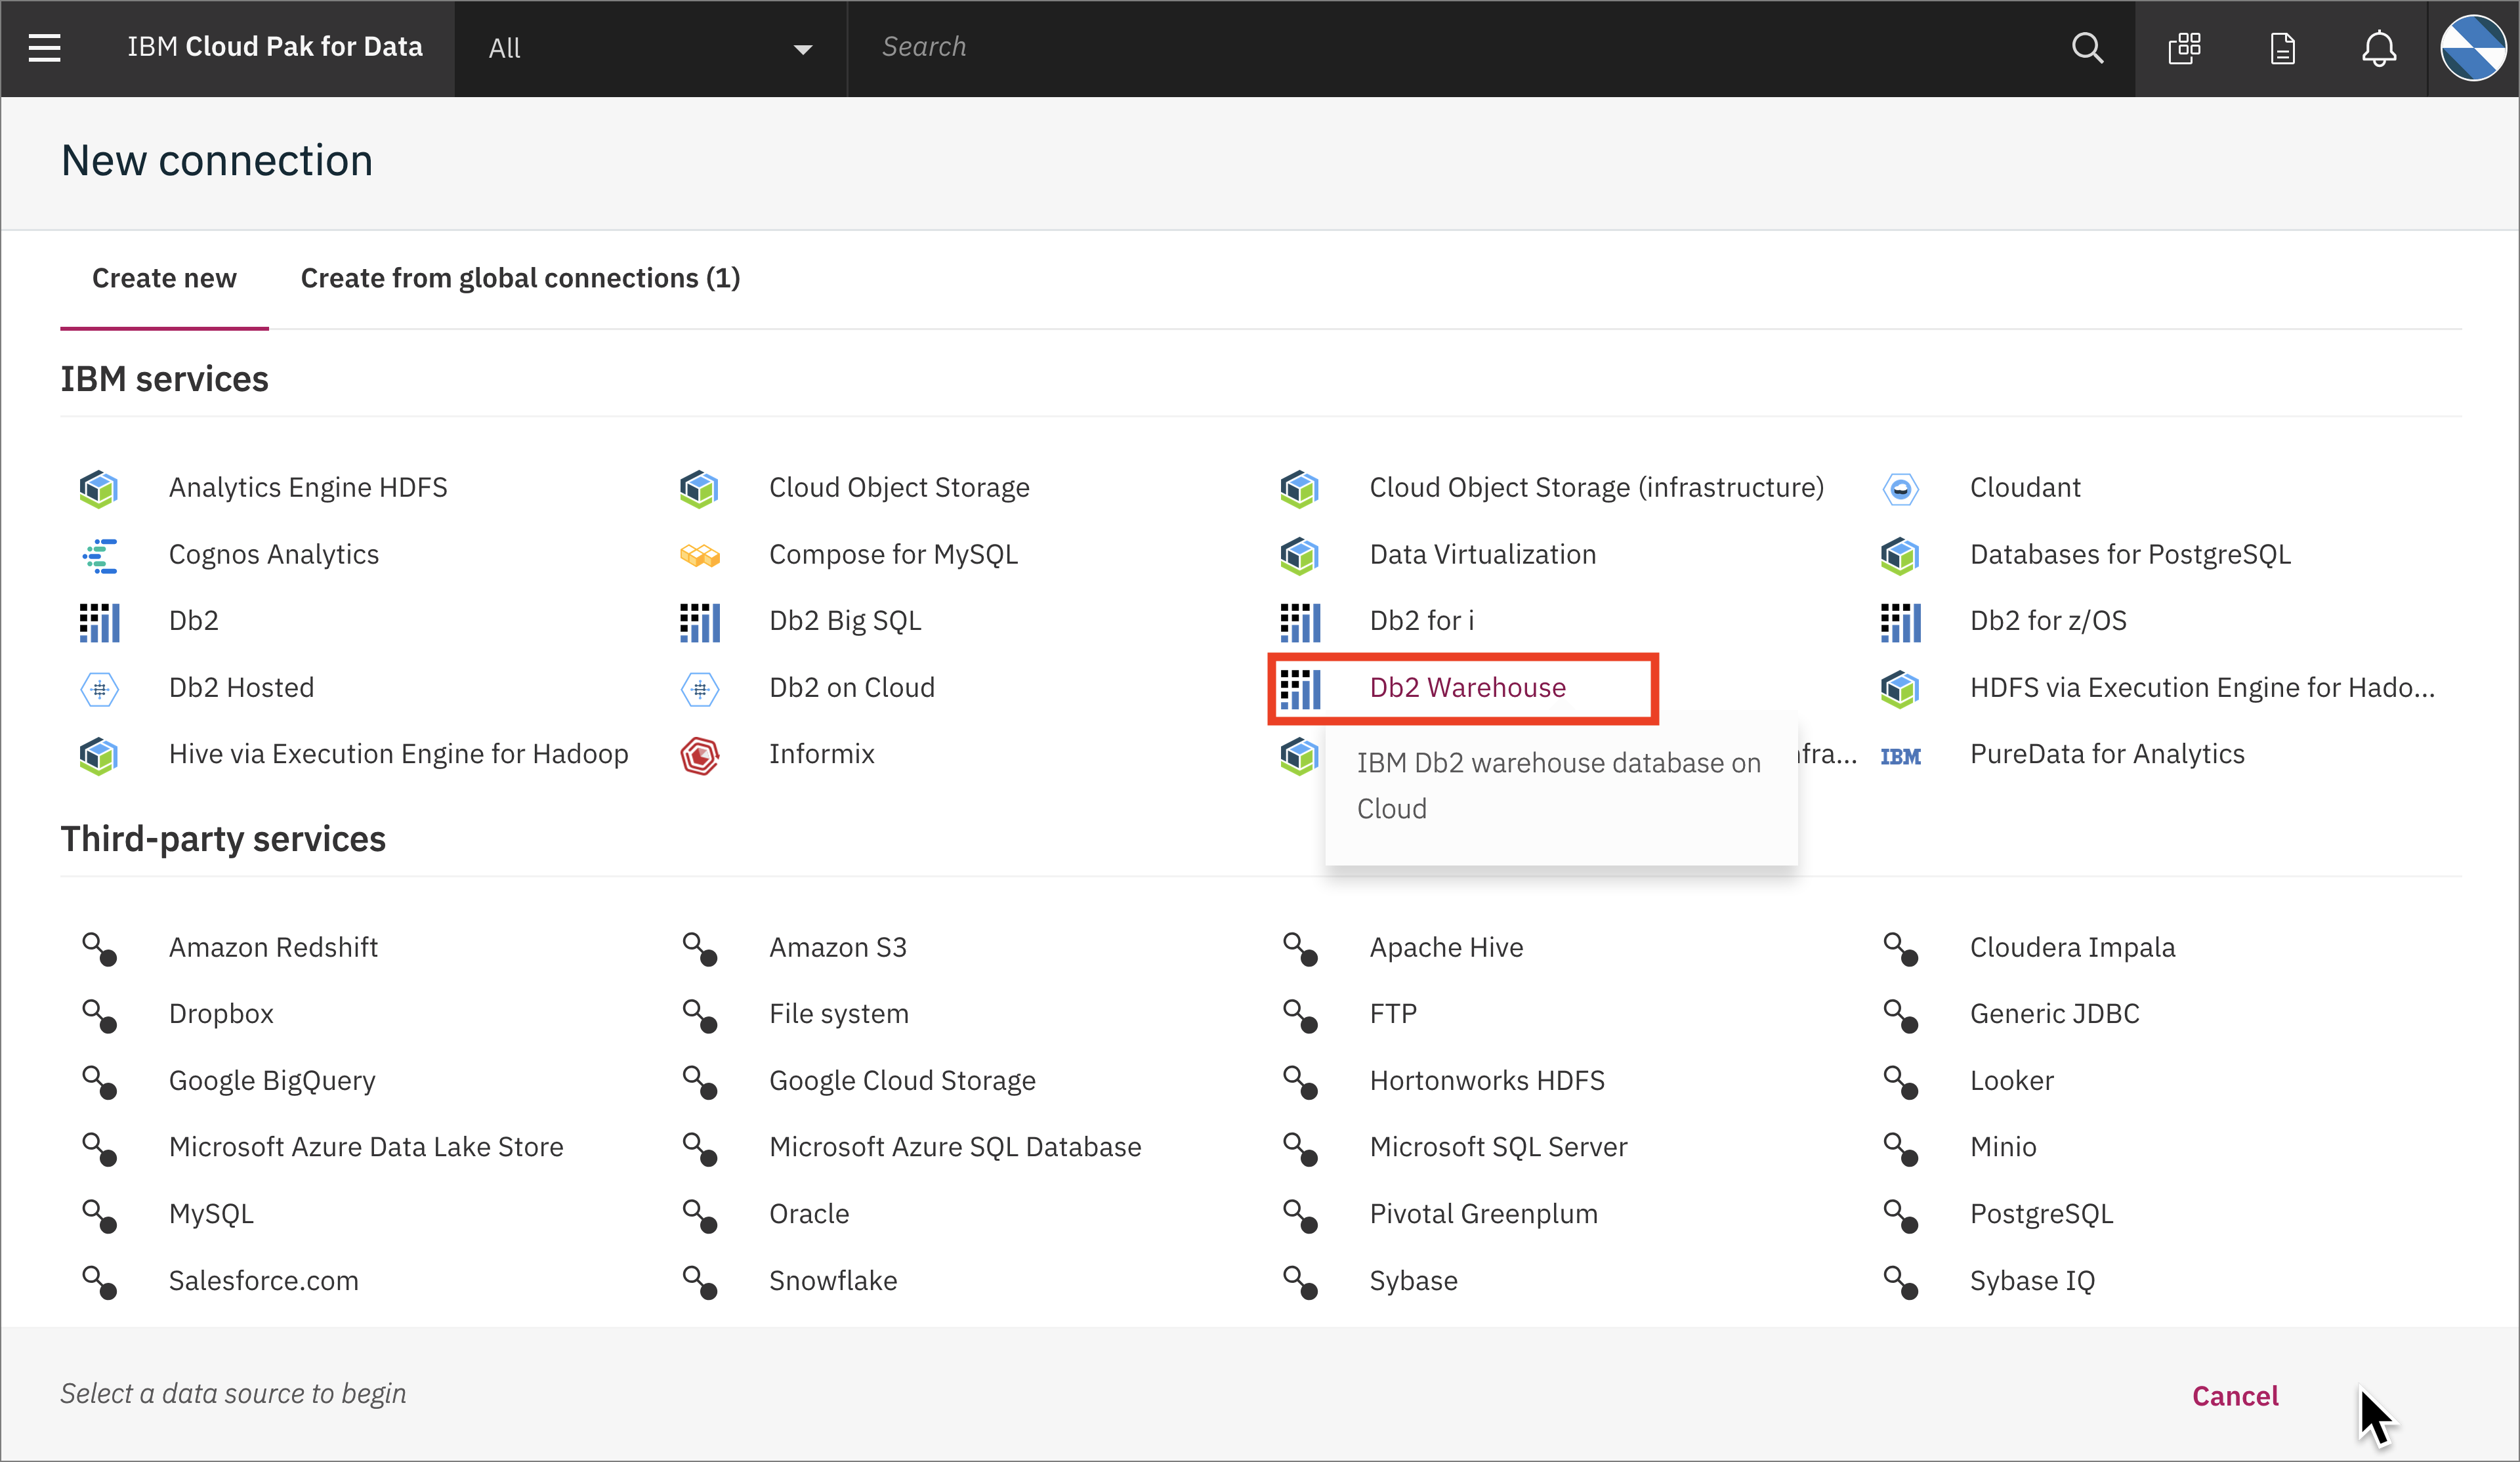 IBM Cloud Pak for Data
All
Search
New connection
Create new
Create from global connections (1)
IBM services
Analytics Engine HDFS
Cloud Object Storage
Cloud Object Storage (infrastructure)
Cloudant
Cognos Analytics
Compose for MySQL
Data Virtualization
Databases for PostgreSQL
Db2
Db2 Big SQL
Db2 for i
Db2 for z/OS
Db2 Hosted
Db2 on Cloud
Db2 Warehouse
HDFS via Execution Engine for Hado...
Hive via Execution Engine for Hadoop
Informix
IBM PureData for Analytics
IBM Db2 warehouse database on
Cloud
Third-party services
Amazon Redshift
Amazon S3
Apache Hive
Cloudera Impala
Dropbox
File system
FTP
Generic JDBC
Google BigQuery
Google Cloud Storage
Hortonworks HDFS
Looker
Microsoft Azure Data Lake Store
Microsoft Azure SQL Database
Microsoft SQL Server
Minio
MySQL
Oracle
Pivotal Greenplum
PostgreSQL
Salesforce.com
Snowflake
Sybase
Sybase IQ
Select a data source to begin
Cancel